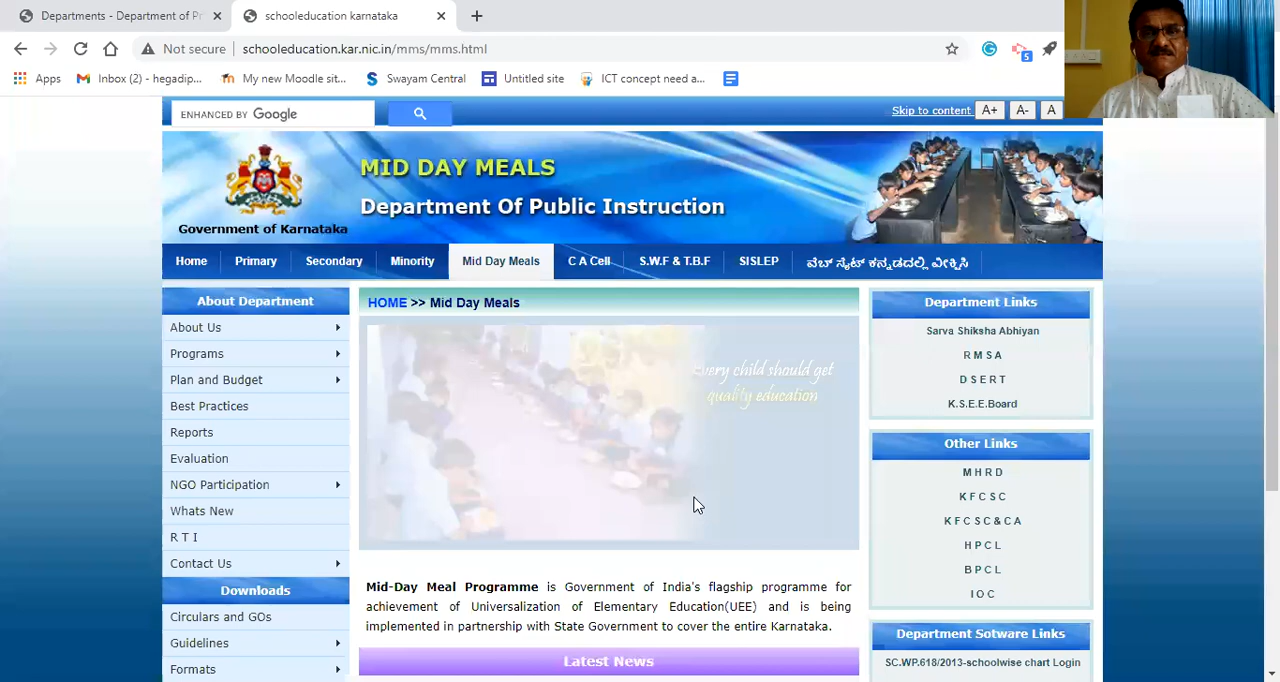 Departments - Department of Pr
schooleducation karnataka
Not secure
schooleducation.kar.nic.in/mms/mms.html
5
Apps
Inbox (2) - hegadip...
My new Moodle sit...
Swayam Central
Untitled site
ICT concept need a...
ENHANCED BY Google
Skip to content
A+
A-
A
Government of Karnataka
MID DAY MEALS
Department Of Public Instruction
Home
Primary
Secondary
Minority
Mid Day Meals
C A Cell
S.W.F & T.B.F
SISLEP
ವೆಬ್ ಸೈಟ್ ಕನ್ನಡದಲ್ಲಿ ವೀಕ್ಷಿಸಿ
About Department
About Us
Programs
Plan and Budget
Best Practices
Reports
Evaluation
NGO Participation
Whats New
R T I
Contact Us
Downloads
Circulars and GOs
Guidelines
Formats
HOME >> Mid Day Meals
every child should get
quality education
Mid-Day Meal Programme is Government of India's flagship programme for
achievement of Universalization of Elementary Education(UEE) and is being
implemented in partnership with State Government to cover the entire Karnataka.
Latest News
Department Links
Sarva Shiksha Abhiyan
R M S A
D S E R T
K.S.E.E.Board
Other Links
M H R D
K F C S C
K F C S C & C A
H P C L
B P C L
I O C
Department Sotware Links
SC.WP.618/2013-schoolwise chart Login